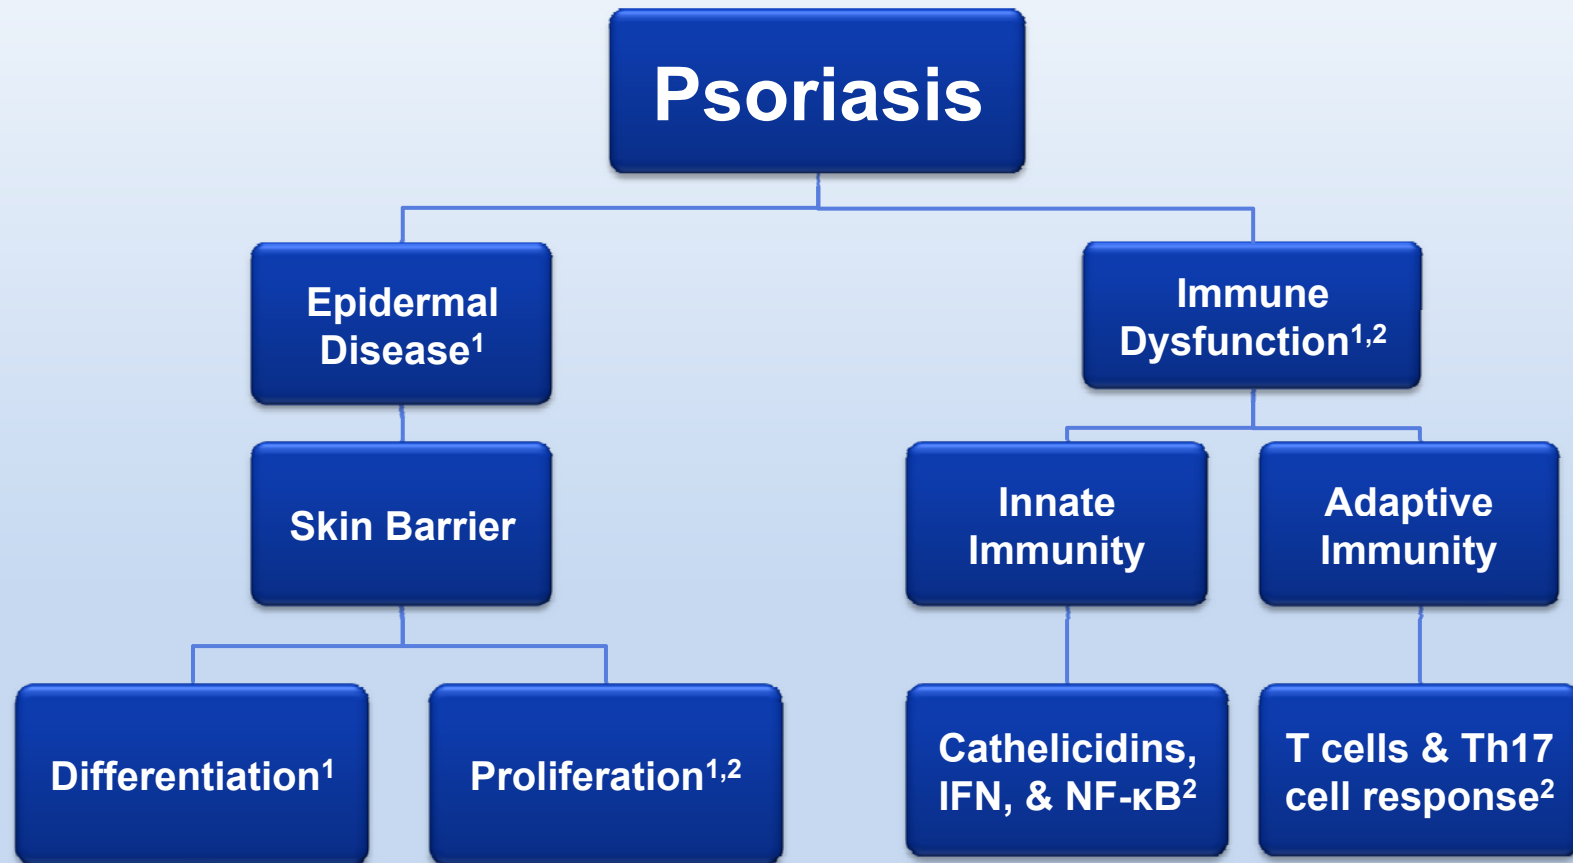 Psoriasis
Epidermal
Disease¹
Immune
Dysfunction¹,²
Skin Barrier
Innate
Immunity
Adaptive
Immunity
Differentiation¹
Proliferation¹,²
Cathelicidins,
IFN, & NF-κB²
T cells & Th17
cell response²